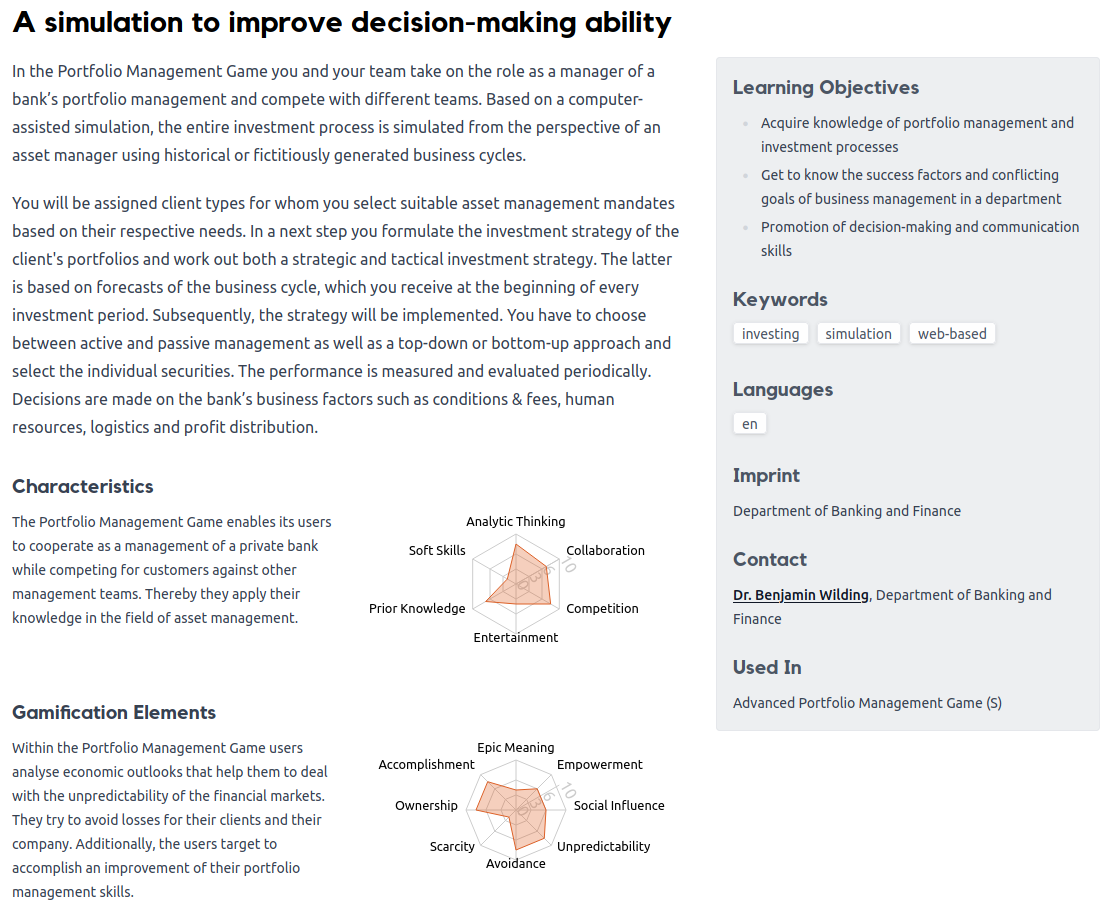 A simulation to improve decision-making ability
In the Portfolio Management Game you and your team take on the role as a manager of a
bank’s portfolio management and compete with different teams. Based on a computer-
assisted simulation, the entire investment process is simulated from the perspective of an
asset manager using historical or fictitiously generated business cycles.
You will be assigned client types for whom you select suitable asset management mandates
based on their respective needs. In a next step you formulate the investment strategy of the
client's portfolios and work out both a strategic and tactical investment strategy. The latter
is based on forecasts of the business cycle, which you receive at the beginning of every
investment period. Subsequently, the strategy will be implemented. You have to choose
between active and passive management as well as a top-down or bottom-up approach and
select the individual securities. The performance is measured and evaluated periodically.
Decisions are made on the bank’s business factors such as conditions & fees, human
resources, logistics and profit distribution.
Characteristics
The Portfolio Management Game enables its users
to cooperate as a management of a private bank
while competing for customers against other
management teams. Thereby they apply their
knowledge in the field of asset management.
Analytic Thinking
Soft Skills
Collaboration
0
3
6
10
Prior Knowledge
Competition
Entertainment
Gamification Elements
Within the Portfolio Management Game users
analyse economic outlooks that help them to deal
with the unpredictability of the financial markets.
They try to avoid losses for their clients and their
company. Additionally, the users target to
accomplish an improvement of their portfolio
management skills.
Epic Meaning
Accomplishment
Empowerment
0
3
6
10
Ownership
Social Influence
Scarcity
Unpredictability
Avoidance
Learning Objectives
Acquire knowledge of portfolio management and
investment processes
Get to know the success factors and conflicting
goals of business management in a department
Promotion of decision-making and communication
skills
Keywords
investing simulation web-based
Languages
en
Imprint
Department of Banking and Finance
Contact
Dr. Benjamin Wilding, Department of Banking and
Finance
Used In
Advanced Portfolio Management Game (S)